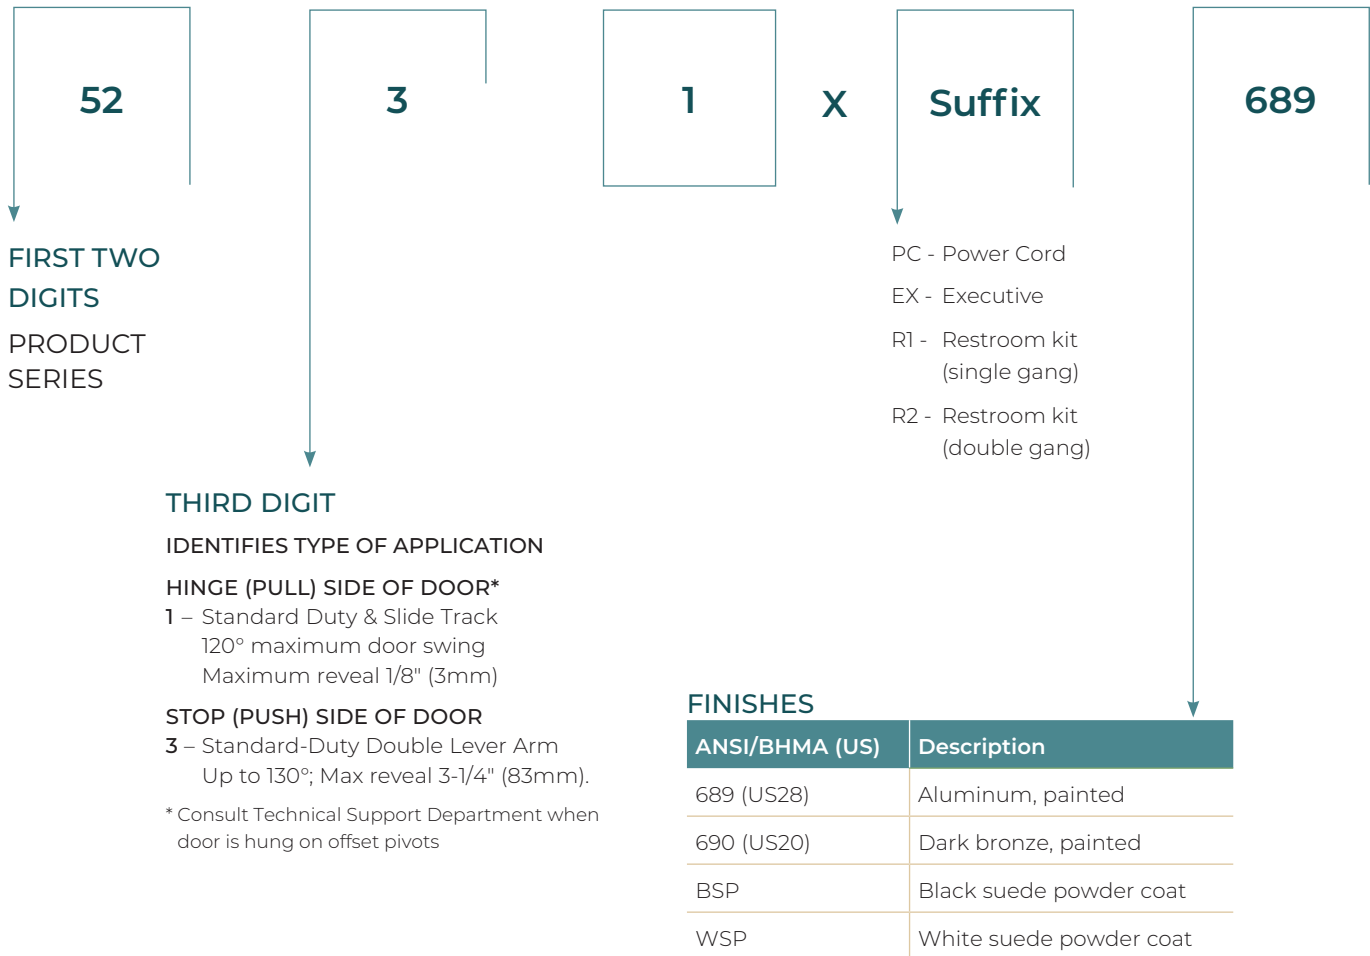 52 3 1 X Suffix 689
FIRST TWO
DIGITS
PRODUCT
SERIES
PC - Power Cord
EX - Executive
R1 - Restroom kit
(single gang)
R2 - Restroom kit
(double gang)
THIRD DIGIT
IDENTIFIES TYPE OF APPLICATION
HINGE (PULL) SIDE OF DOOR*
1 – Standard Duty & Slide Track
120° maximum door swing
Maximum reveal 1/8" (3mm)
STOP (PUSH) SIDE OF DOOR
3 – Standard-Duty Double Lever Arm
Up to 130°; Max reveal 3-1/4" (83mm).
* Consult Technical Support Department when
door is hung on offset pivots
FINISHES
ANSI/BHMA (US) Description
689 (US28) Aluminum, painted
690 (US20) Dark bronze, painted
BSP Black suede powder coat
WSP White suede powder coat